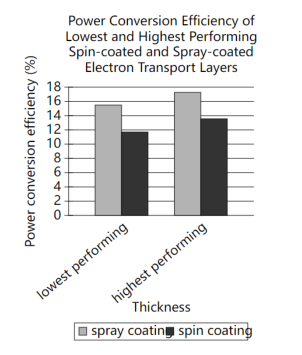 Power Conversion Efficiency of
Lowest and Highest Performing
Spin-coated and Spray-coated
Electron Transport Layers
Power conversion efficiency (%)
18
16
14
12
10
8
6
4
2
0
lowest performing
highest performing
Thickness
spray coating spin coating